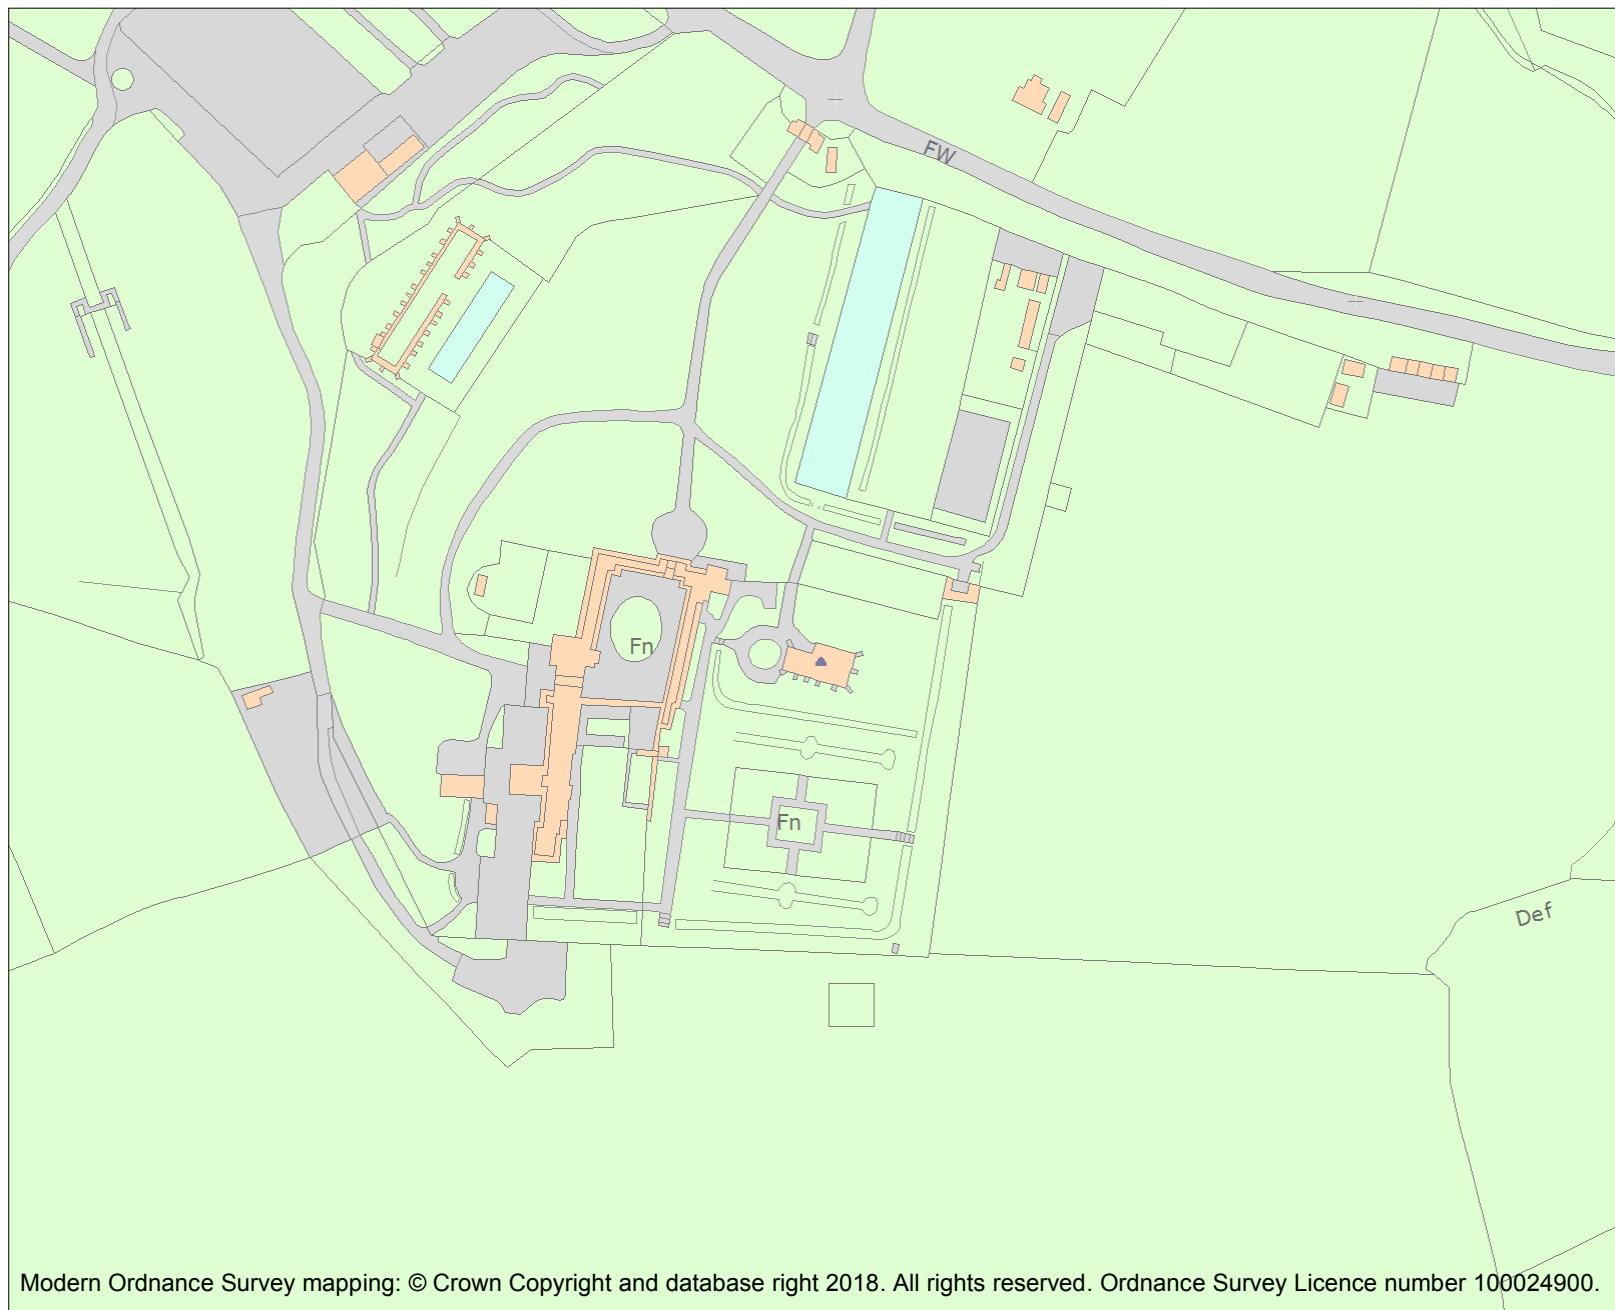 FW
Fn
Fn
Def
Modern Ordnance Survey mapping: © Crown Copyright and database right 2018. All rights reserved. Ordnance Survey Licence number 100024900.